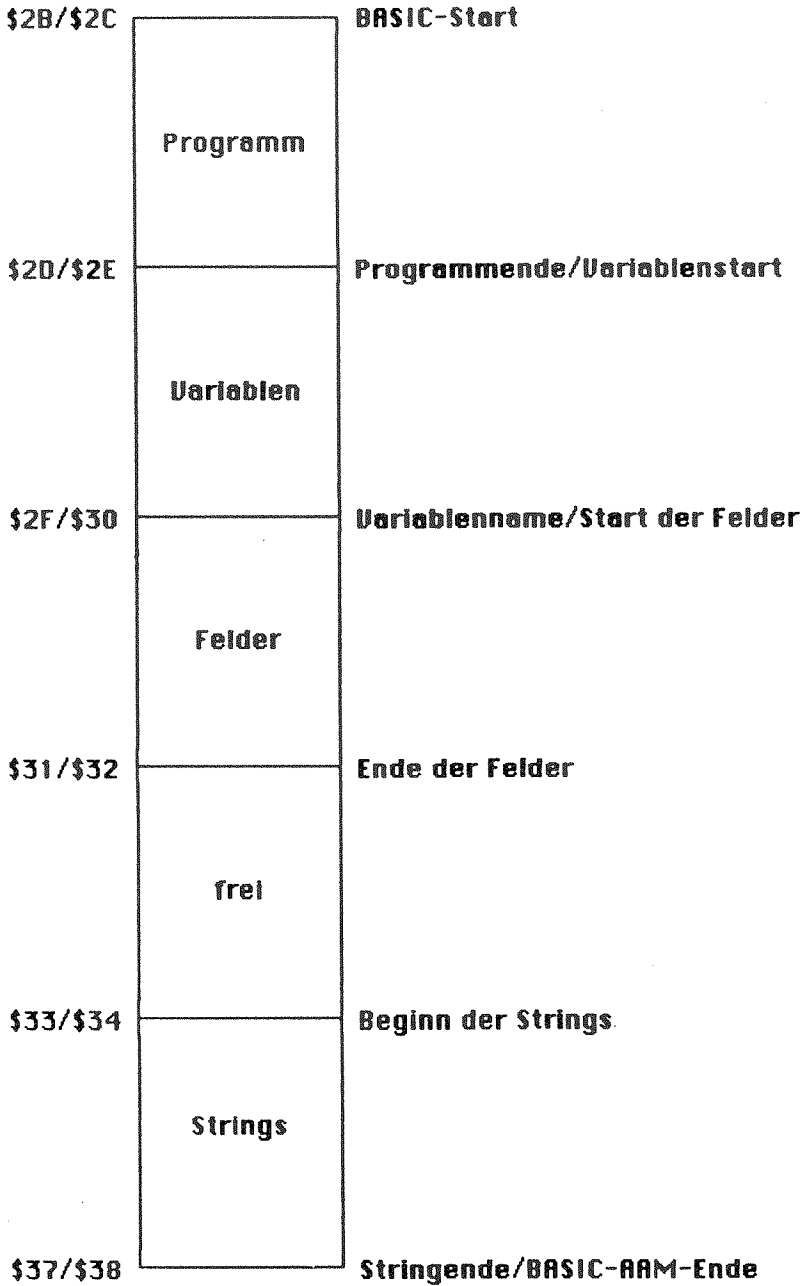 $2B/$2C BASIC-Start
Programm
$2D/$2E Programmende/Variablenstart
Variablen
$2F/$30 Variablenname/Start der Felder
Felder
$31/$32 Ende der Felder
frei
$33/$34 Beginn der Strings
Strings
$37/$38 Stringende/BASIC-RAM-Ende